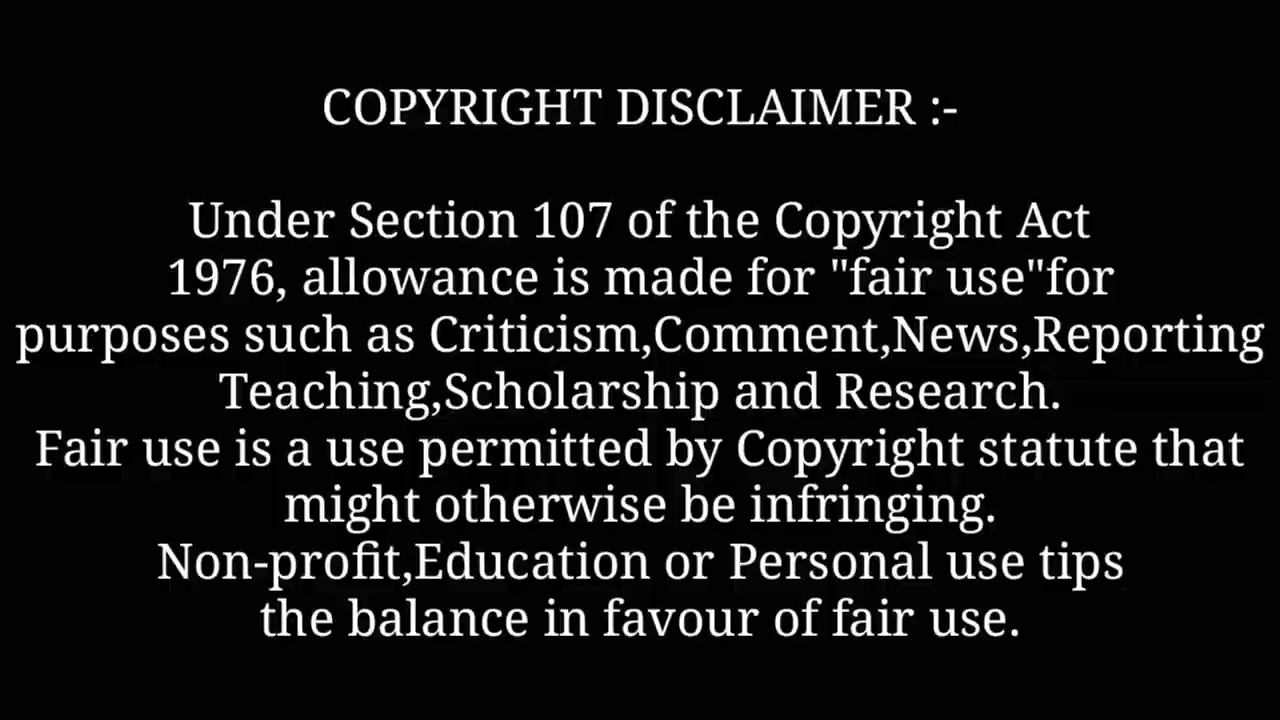 COPYRIGHT DISCLAIMER :-
Under Section 107 of the Copyright Act
1976, allowance is made for "fair use"for
purposes such as Criticism,Comment,News,Reporting
Teaching,Scholarship and Research.
Fair use is a use permitted by Copyright statute that
might otherwise be infringing.
Non-profit,Education or Personal use tips
the balance in favour of fair use.